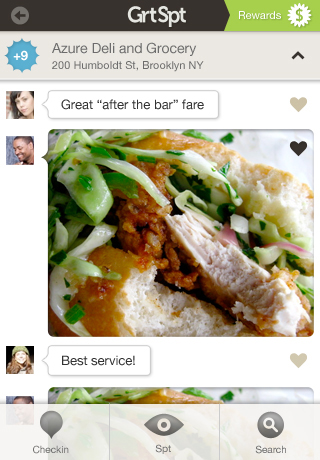 GrtSpt
Rewards $
+9
Azure Deli and Grocery
200 Humboldt St, Brooklyn NY
Great “after the bar” fare
Best service!
Checkin
Spt
Search